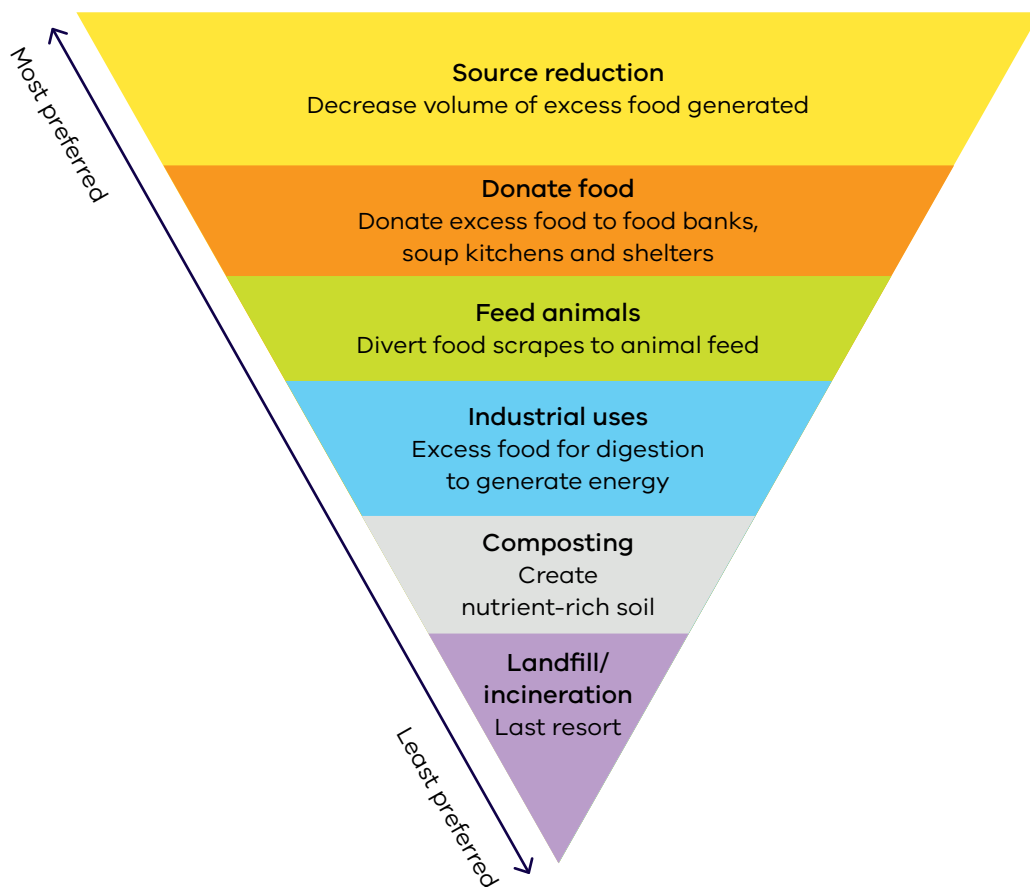 Most preferred
Source reduction
Decrease volume of excess food generated
Donate food
Donate excess food to food banks,
soup kitchens and shelters
Feed animals
Divert food scrapes to animal feed
Industrial uses
Excess food for digestion
to generate energy
Composting
Create
nutrient-rich soil
Landfill/
incineration
Last resort
Least preferred